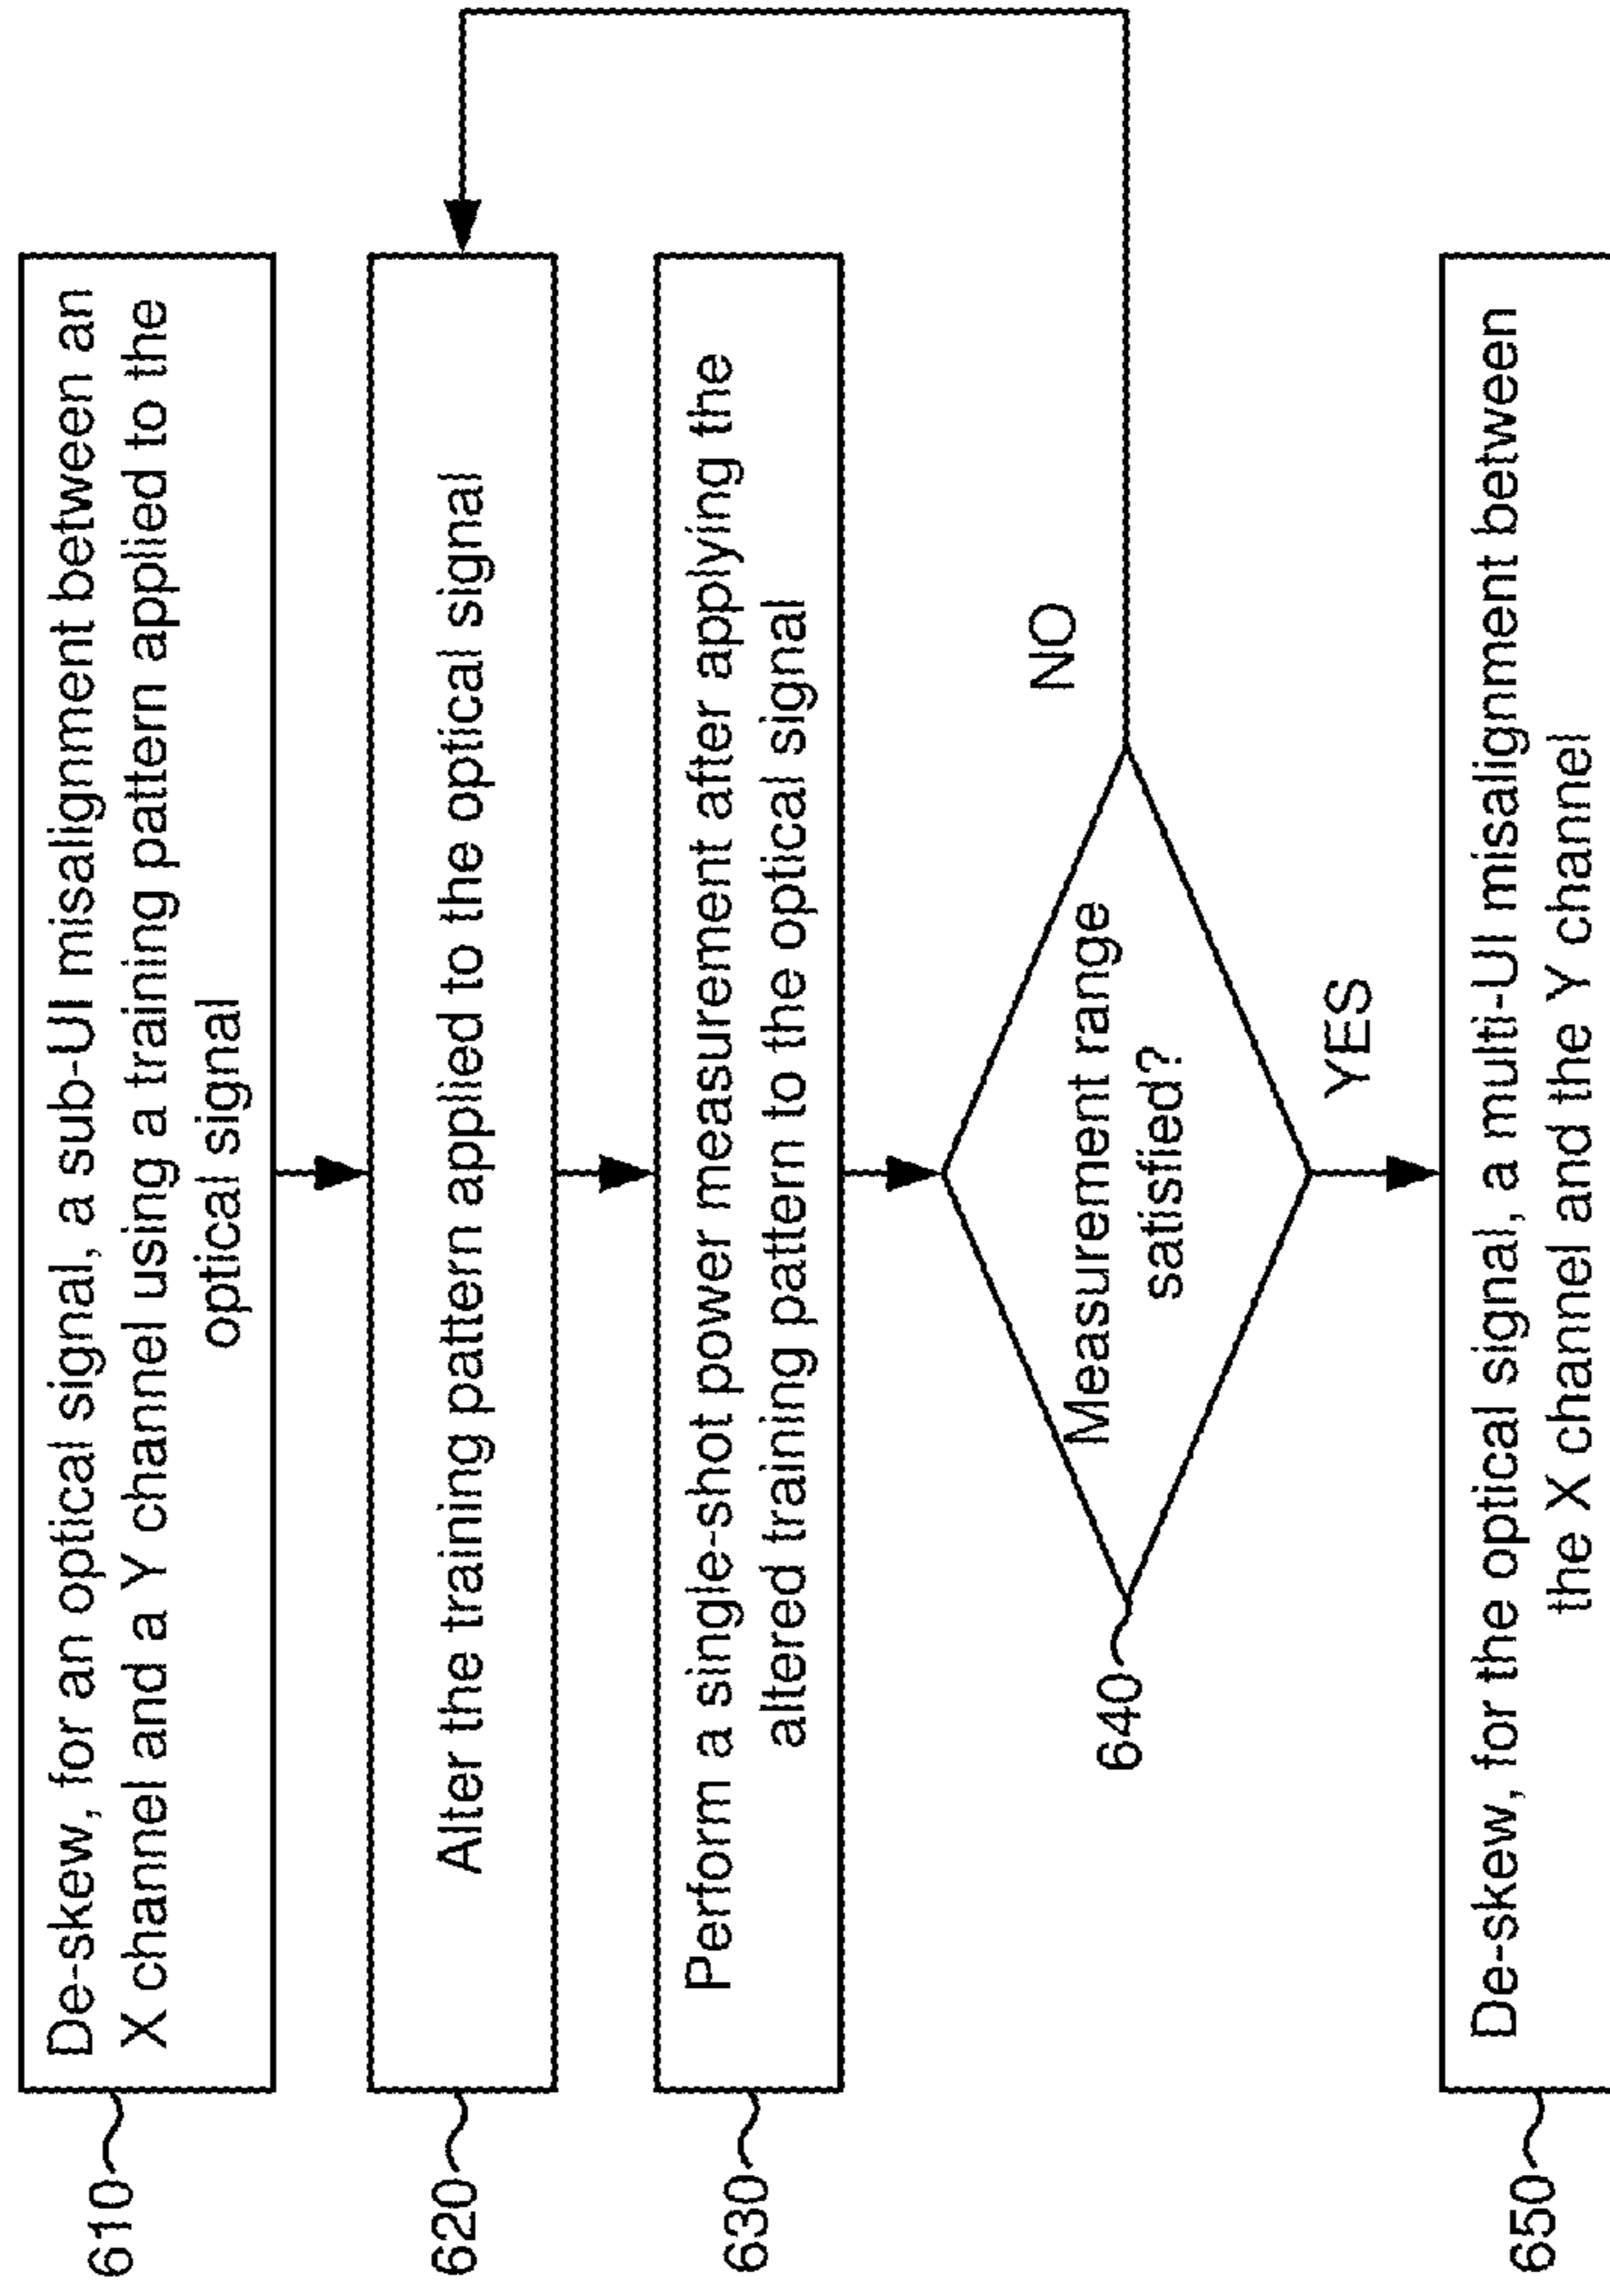 610
De-skew, for an optical signal, a sub-UI misalignment between an
X channel and a Y channel using a training pattern applied to the
optical signal
620
Alter the training pattern applied to the optical signal
630
Perform a single-shot power measurement after applying the
altered training pattern to the optical signal
640
Measurement range
satisfied?
NO
YES
650
De-skew, for the optical signal, a multi-UI misalignment between
the X channel and the Y channel